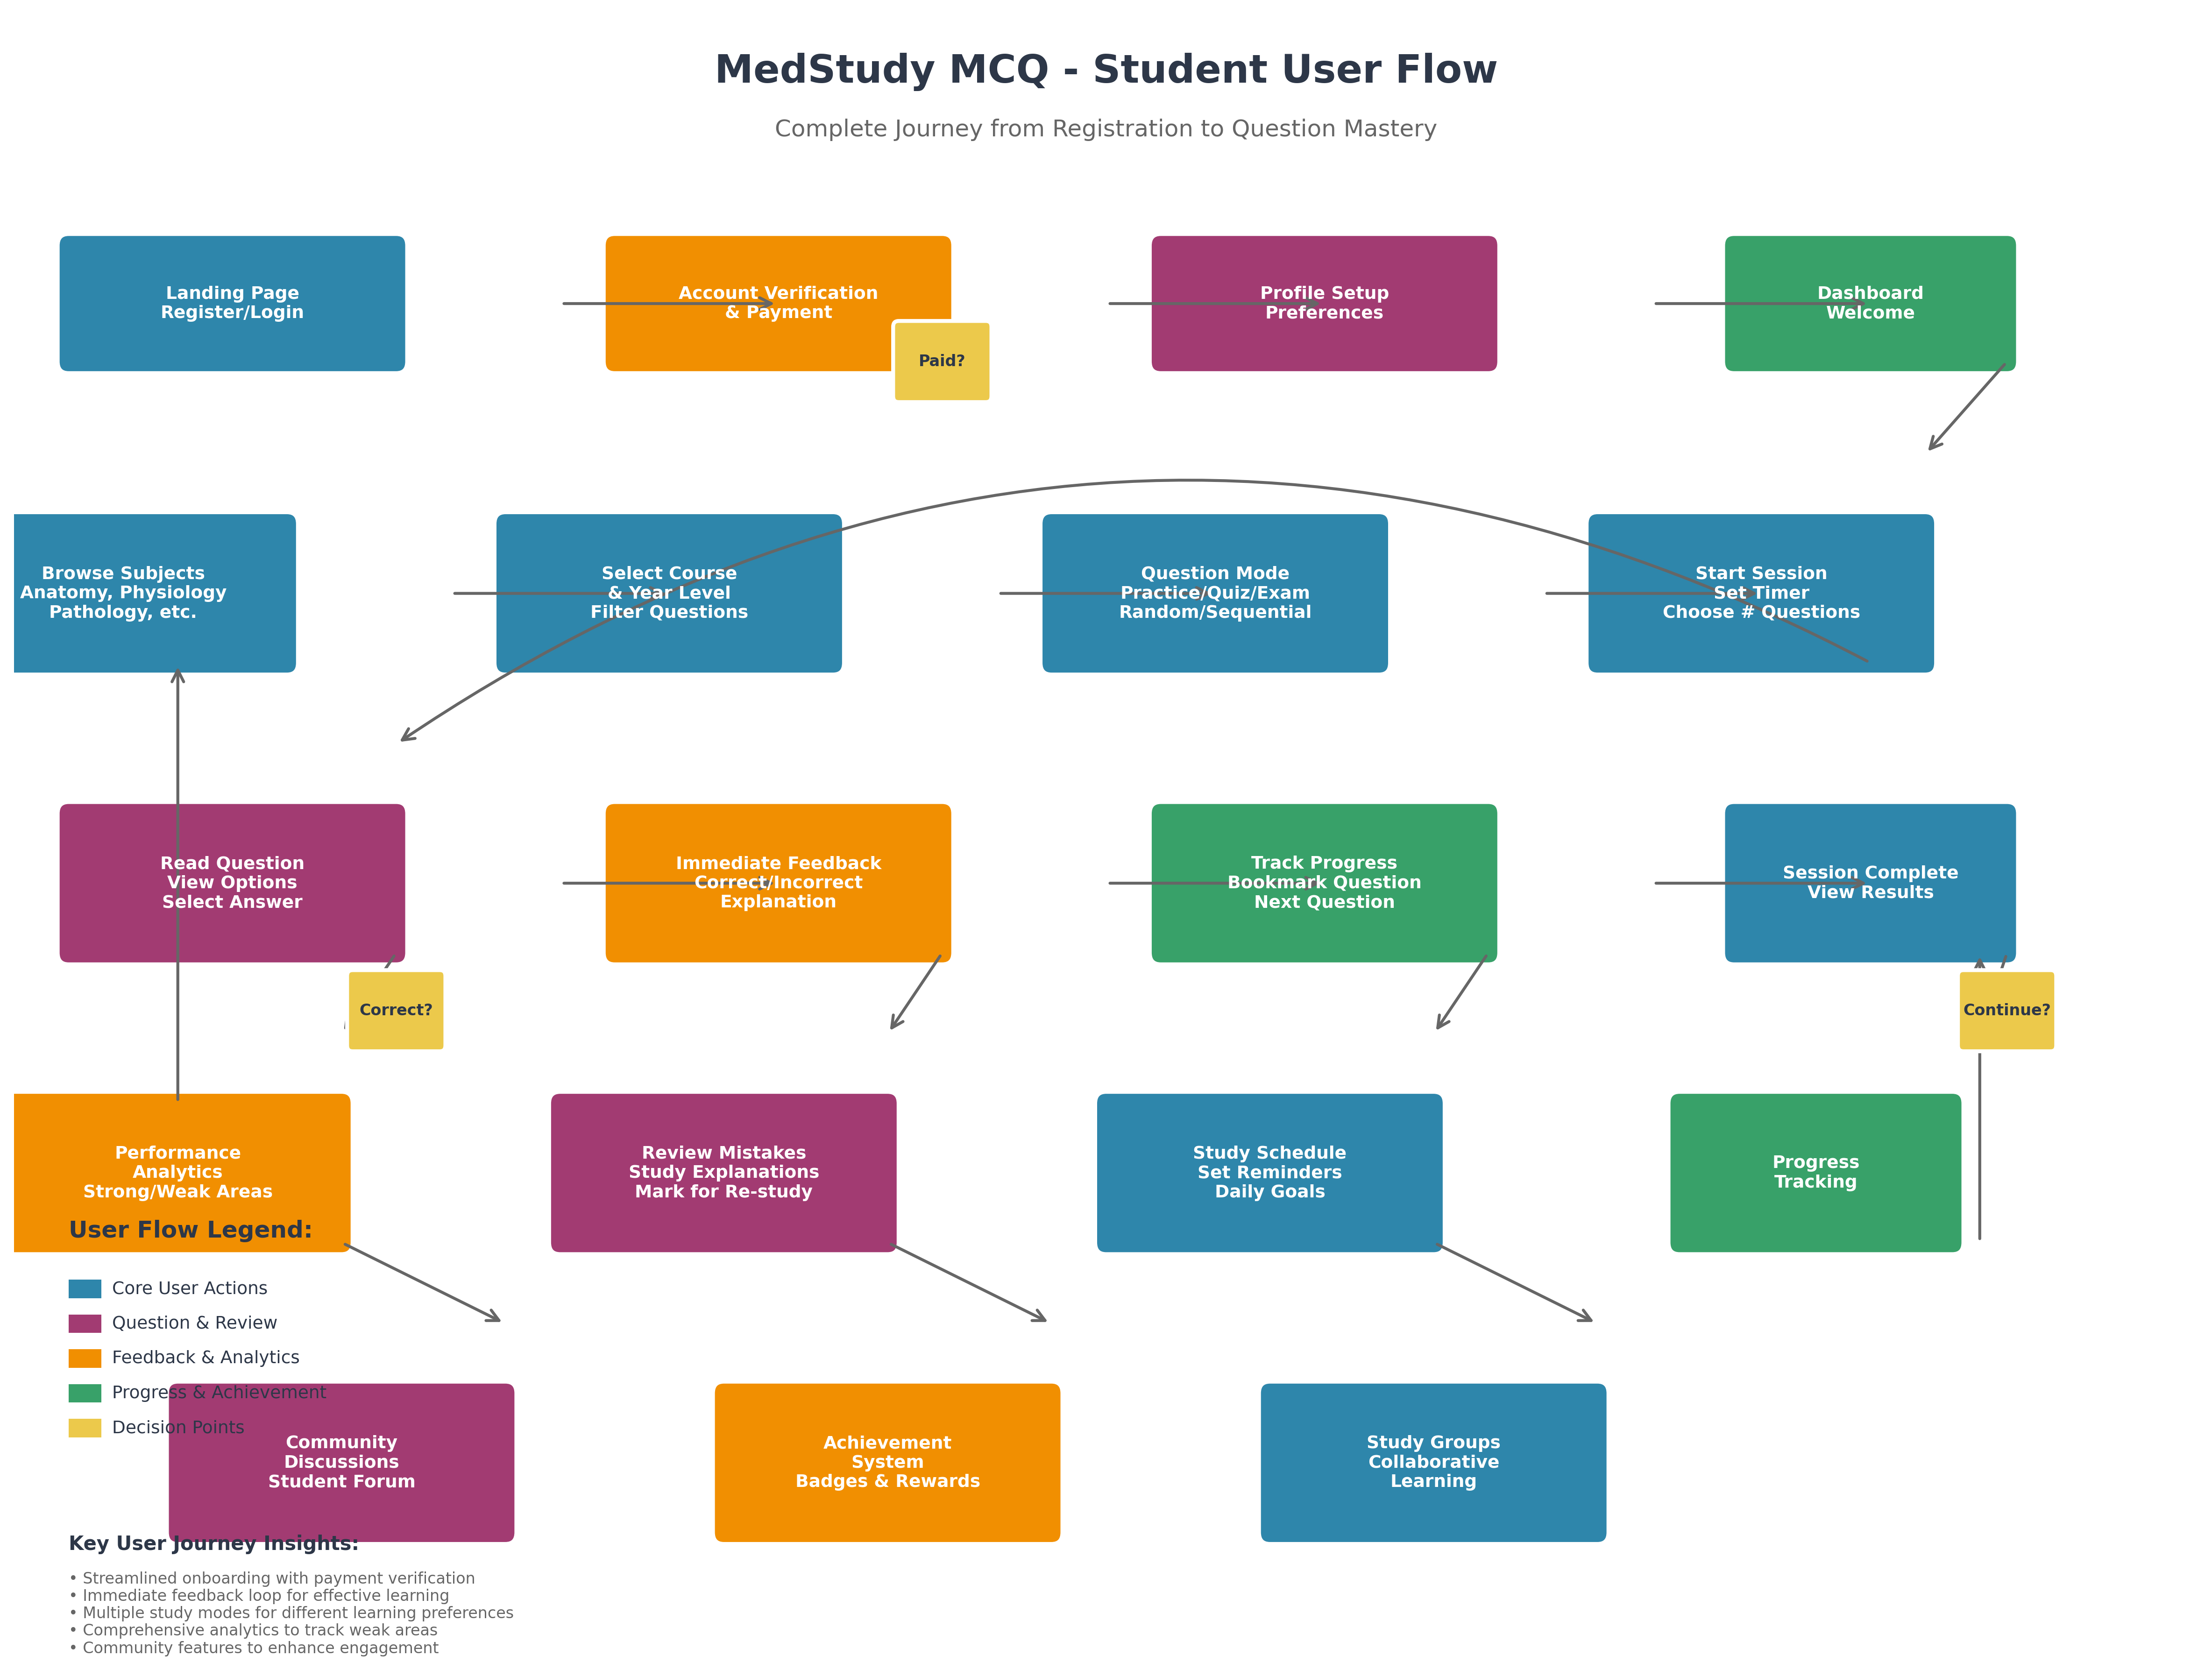 MedStudy MCQ - Student User Flow
Complete Journey from Registration to Question Mastery
Landing Page
Register/Login
Account Verification
& Payment
Paid?
Profile Setup
Preferences
Dashboard
Welcome
Browse Subjects
Anatomy, Physiology
Pathology, etc.
Select Course
& Year Level
Filter Questions
Question Mode
Practice/Quiz/Exam
Random/Sequential
Start Session
Set Timer
Choose # Questions
Read Question
View Options
Select Answer
Correct?
Immediate Feedback
Correct/Incorrect
Explanation
Track Progress
Bookmark Question
Next Question
Session Complete
View Results
Continue?
Performance
Analytics
Strong/Weak Areas
Review Mistakes
Study Explanations
Mark for Re-study
Study Schedule
Set Reminders
Daily Goals
Progress
Tracking
User Flow Legend:
Core User Actions
Question & Review
Feedback & Analytics
Progress & Achievement
Decision Points
Community
Discussions
Student Forum
Achievement
System
Badges & Rewards
Study Groups
Collaborative
Learning
Key User Journey Insights:
• Streamlined onboarding with payment verification
• Immediate feedback loop for effective learning
• Multiple study modes for different learning preferences
• Comprehensive analytics to track weak areas
• Community features to enhance engagement